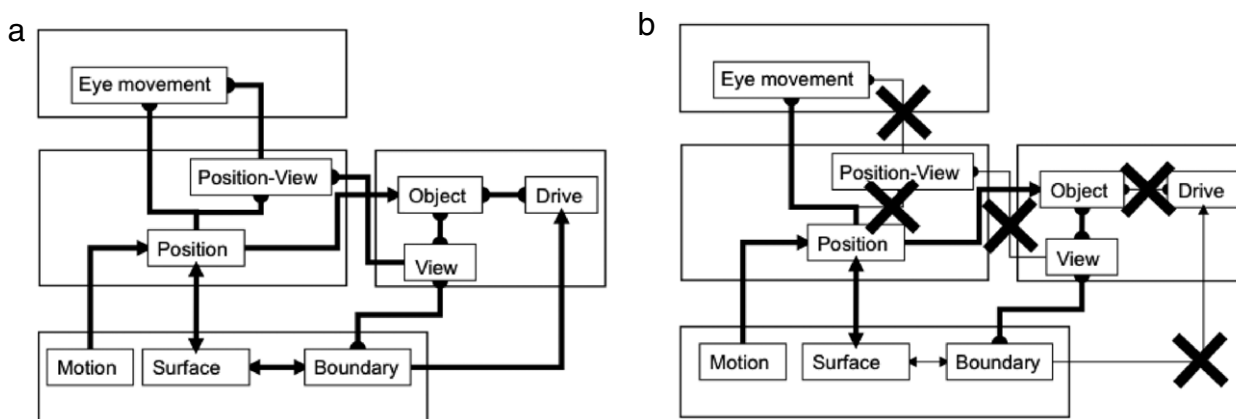 a
Eye movement
Position-View
Object
Drive
Position
View
Motion
Surface
Boundary
b
Eye movement
Position-View
Object
Drive
Position
View
Motion
Surface
Boundary